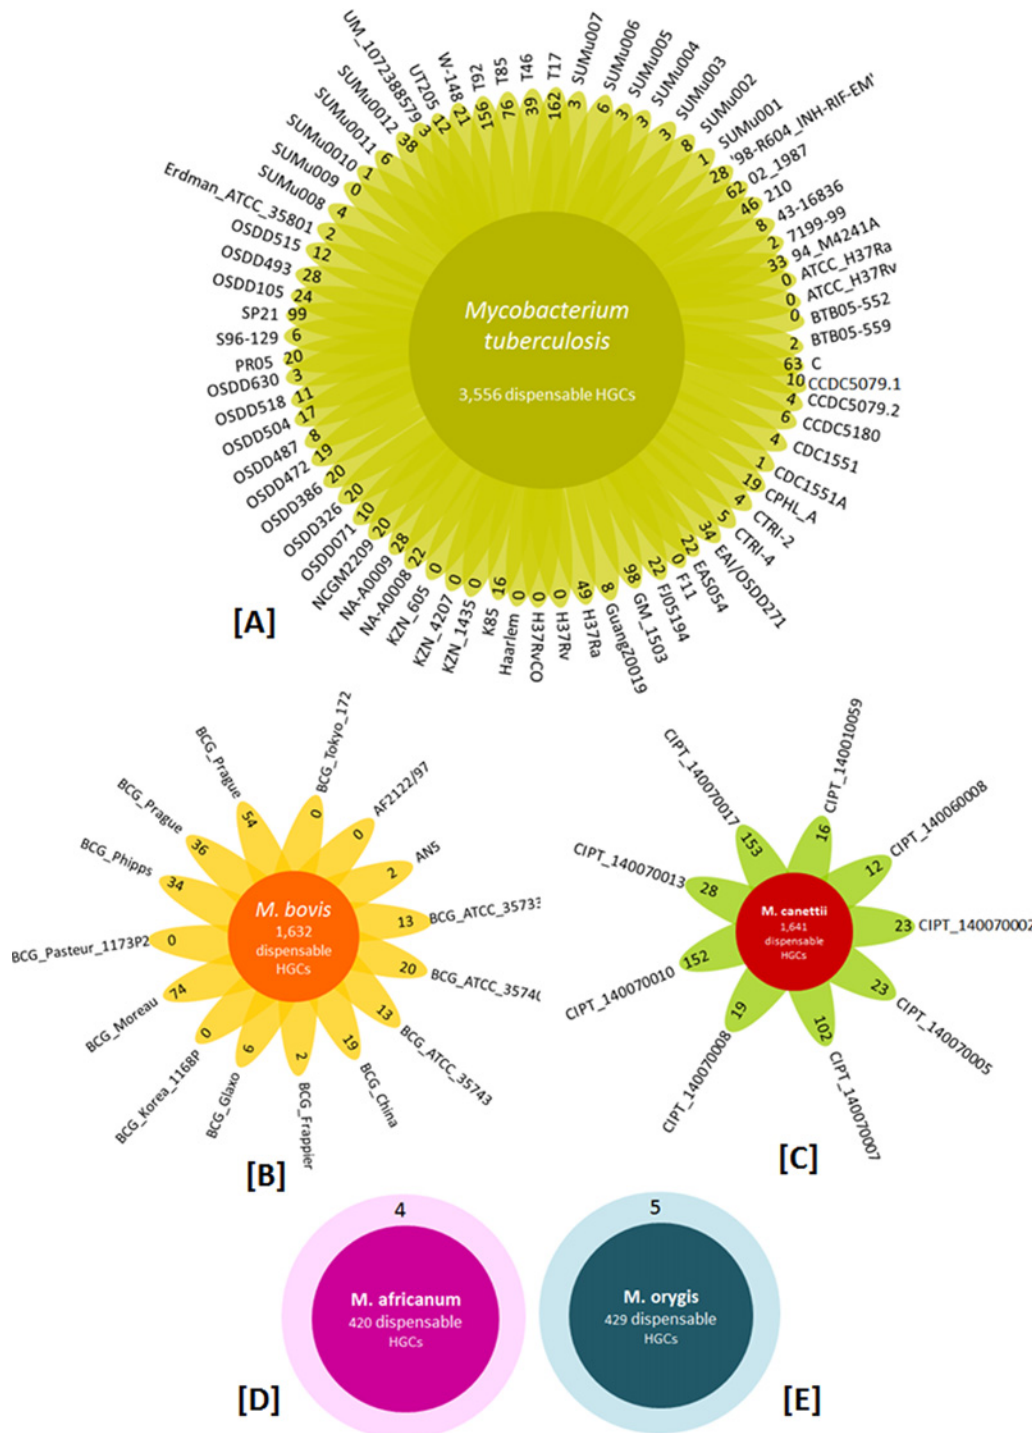 SUMu007
3
SUMu006
6
SUMu005
3
SUMu004
3
SUMu003
3
SUMu002
8
SUMu001
1
'98-R604_INH-RIF-EM'
28
02_1987
62
210
46
43-16836
8
7199-99
2
94_M4241A
33
ATCC_H37Ra
0
ATCC_H37Rv
0
BTB05-552
0
BTB05-559
2
C
63
CCDC5079.1
10
CCDC5079.2
4
CCDC5180
6
CDC1551
4
CDC1551A
1
CPHL_A
19
CTRI-2
4
CTRI-4
5
EAI/OSDD271
34
EAS054
22
F11
0
FJ05194
22
GM_1503
98
GuangZ0019
8
H37Ra
49
H37Rv
0
H37RvCO
0
Haarlem
0
K85
16
KZN_1435
0
KZN_4207
0
KZN_605
0
NA-A0008
22
NA-A0009
28
NCGM2209
20
OSDD071
10
OSDD326
20
OSDD386
20
OSDD472
19
OSDD487
8
OSDD504
17
OSDD518
11
OSDD630
3
PR05
20
S96-129
6
SP21
99
OSDD105
24
OSDD493
28
OSDD515
12
Erdman_ATCC_35801
2
SUMu008
4
SUMu009
0
SUMu0010
1
SUMu0011
6
SUMu0012
38
UM_1072388579
3
UT205
12
W-148
21
T92
156
T85
76
T46
39
T17
162
Mycobacterium
tuberculosis
3,556 dispensable HGCs
[A]
BCG_Tokyo_172
0
AF2122/97
0
AN5
2
BCG_ATCC_35733
13
BCG_ATCC_35740
20
BCG_ATCC_35743
13
BCG_China
19
BCG_Frappier
2
BCG_Glaxo
6
BCG_Korea_1168P
0
BCG_Moreau
74
BCG_Pasteur_1173P2
0
BCG_Phipps
34
BCG_Prague
36
BCG_Prague
54
M. bovis
1,632
dispensable
HGCs
[B]
CIPT_140010059
16
CIPT_140060008
12
CIPT_140070002
23
CIPT_140070005
23
CIPT_140070007
102
CIPT_140070008
19
CIPT_140070010
152
CIPT_140070013
28
CIPT_140070017
153
M. canettii
1,641
dispensable
HGCs
[C]
4
M. africanum
420 dispensable
HGCs
[D]
5
M. orygis
429 dispensable
HGCs
[E]